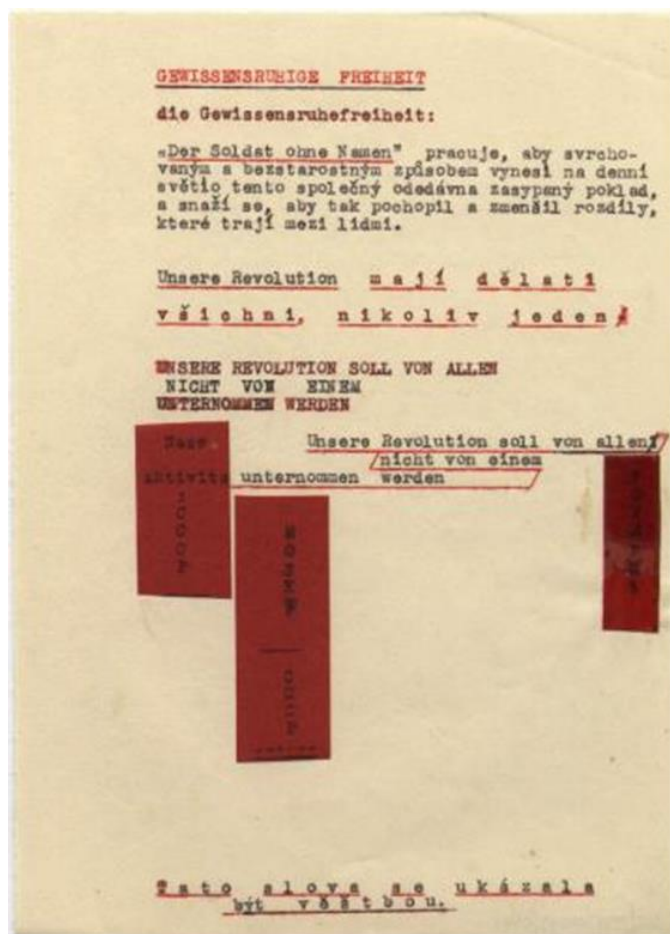 GEWISSENSRUHIGE FREIHEIT
die Gewissensruhefreiheit:
„Der Soldat ohne Namen" pracuje, aby svrcho-
vaným a bezstarostným způsobem vynesl na denní
světlo tento společný odedávna zasypaný poklad,
a snaží se, aby tak pochopil a zmenšil rozdíly,
které trají mezi lidmi.
Unsere Revolution mají dělati
všichni, nikoliv jeden
UNSERE REVOLUTION SOLL VON ALLEN
NICHT VON EINEM
UNTERNOMMEN WERDEN
Unsere Revolution soll von allen
nicht von einem
unternommen werden
Tato slova se ukázala
být věštbou.